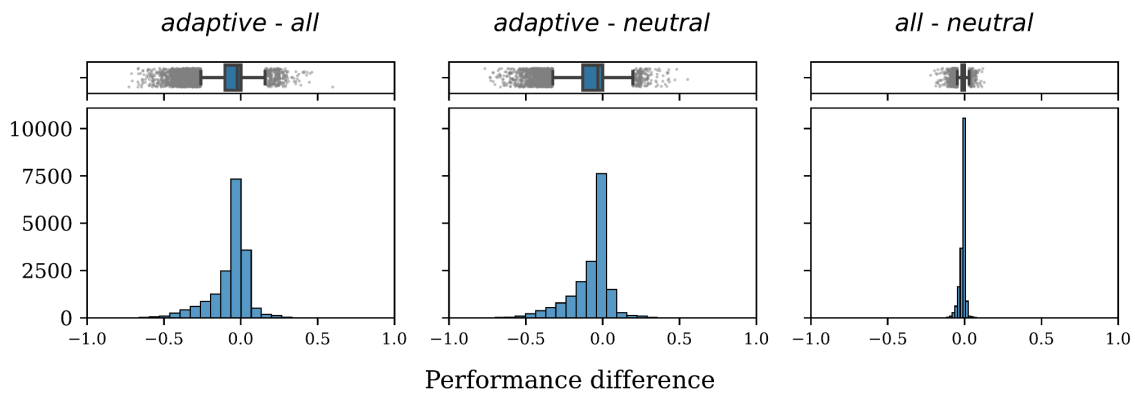 adaptive - all
adaptive - neutral
all - neutral
10000
7500
5000
2500
0
−1.0 −0.5 0.0 0.5 1.0
−1.0 −0.5 0.0 0.5 1.0
−1.0 −0.5 0.0 0.5 1.0
Performance difference